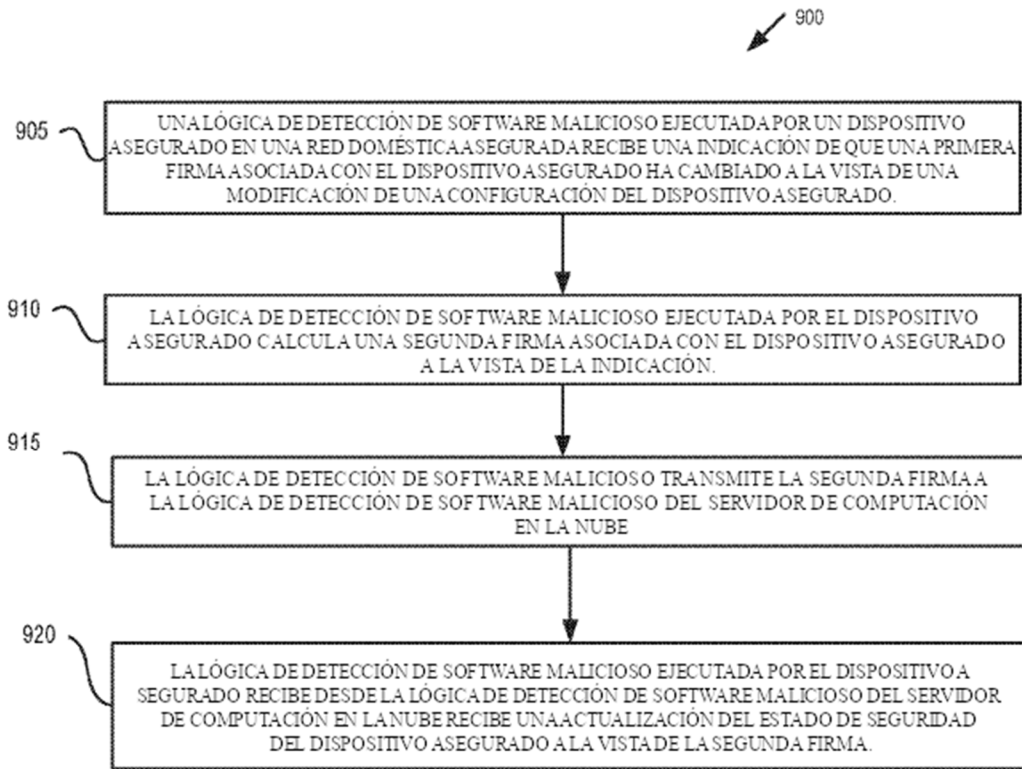 900
905
UNA LÓGICA DE DETECCIÓN DE SOFTWARE MALICIOSO EJECUTADA POR UN DISPOSITIVO
ASEGURADO EN UNA RED DOMÉSTICA ASEGURADA RECIBE UNA INDICACIÓN DE QUE UNA PRIMERA
FIRMA ASOCIADA CON EL DISPOSITIVO ASEGURADO HA CAMBIADO A LA VISTA DE UNA
MODIFICACIÓN DE UNA CONFIGURACIÓN DEL DISPOSITIVO ASEGURADO.
910
LA LÓGICA DE DETECCIÓN DE SOFTWARE MALICIOSO EJECUTADA POR EL DISPOSITIVO
ASEGURADO CALCULA UNA SEGUNDA FIRMA ASOCIADA CON EL DISPOSITIVO ASEGURADO
A LA VISTA DE LA INDICACIÓN.
915
LA LÓGICA DE DETECCIÓN DE SOFTWARE MALICIOSO TRANSMITE LA SEGUNDA FIRMA A
LA LÓGICA DE DETECCIÓN DE SOFTWARE MALICIOSO DEL SERVIDOR DE COMPUTACIÓN
EN LA NUBE
920
LA LÓGICA DE DETECCIÓN DE SOFTWARE MALICIOSO EJECUTADA POR EL DISPOSITIVO A
SEGURADO RECIBE DESDE LA LÓGICA DE DETECCIÓN DE SOFTWARE MALICIOSO DEL SERVIDOR
DE COMPUTACIÓN EN LA NUBE RECIBE UNA ACTUALIZACIÓN DEL ESTADO DE SEGURIDAD
DEL DISPOSITIVO ASEGURADO A LA VISTA DE LA SEGUNDA FIRMA.